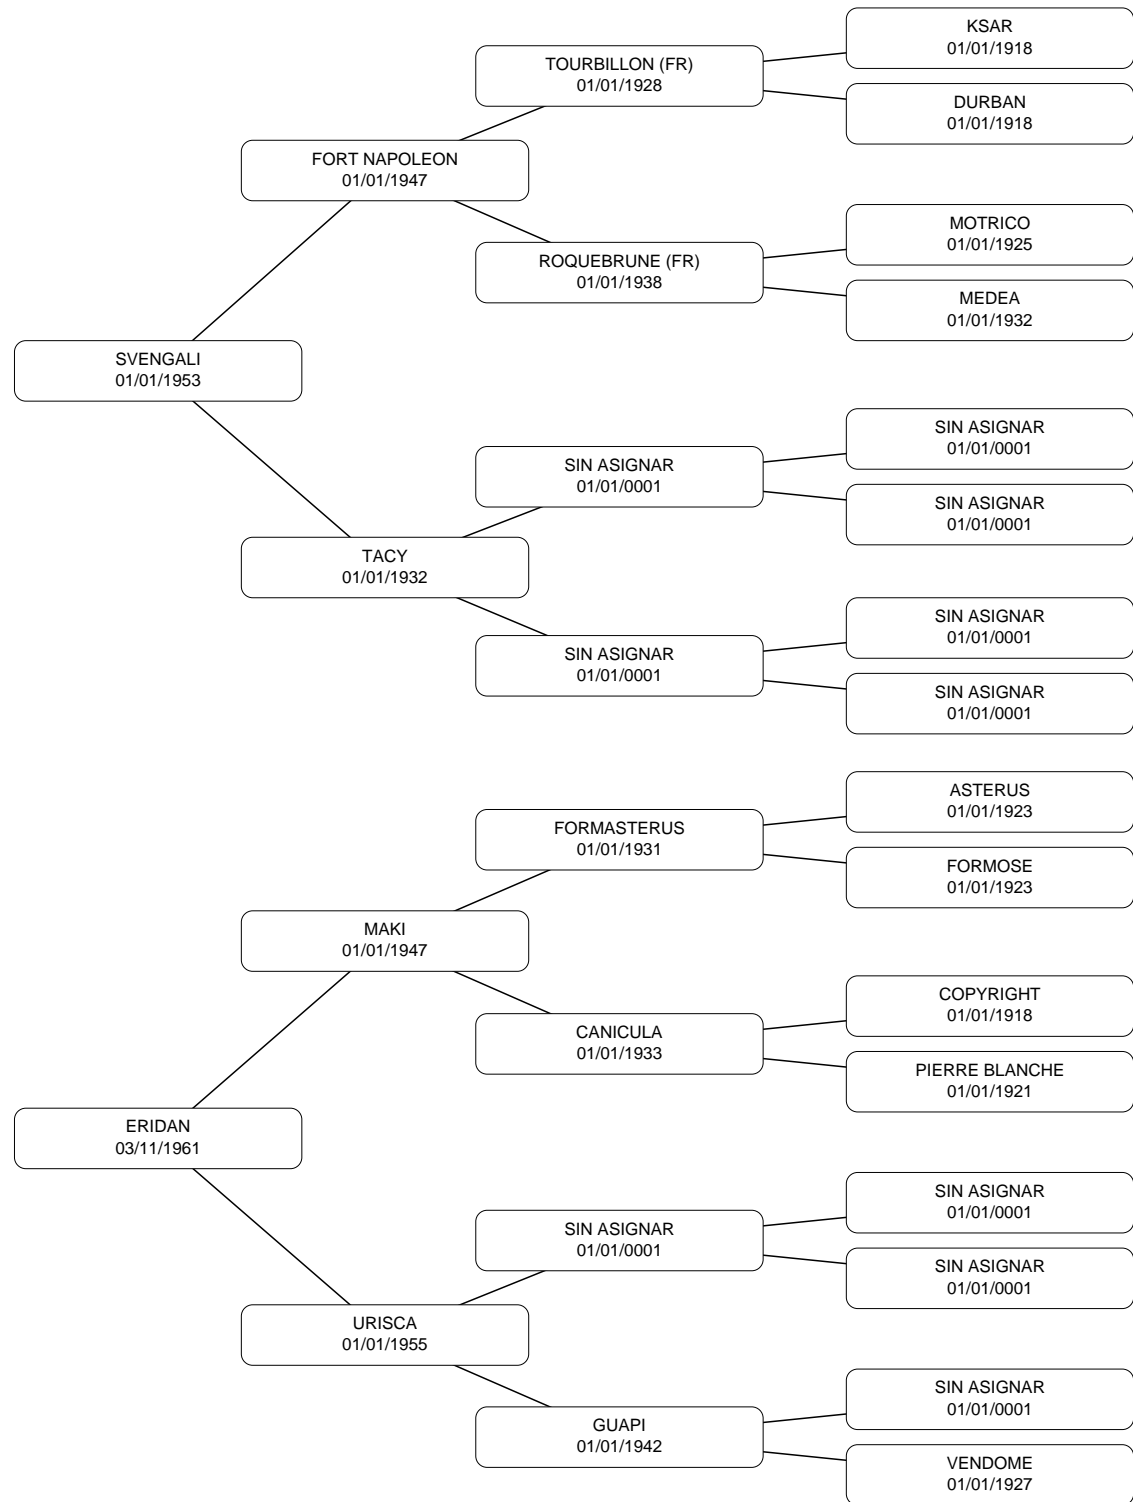 KSAR
01/01/1918
TOURBILLON (FR)
01/01/1928
DURBAN
01/01/1918
FORT NAPOLEON
01/01/1947
MOTRICO
01/01/1925
ROQUEBRUNE (FR)
01/01/1938
MEDEA
01/01/1932
SVENGALI
01/01/1953
SIN ASIGNAR
01/01/0001
SIN ASIGNAR
01/01/0001
SIN ASIGNAR
01/01/0001
TACY
01/01/1932
SIN ASIGNAR
01/01/0001
SIN ASIGNAR
01/01/0001
SIN ASIGNAR
01/01/0001
ASTERUS
01/01/1923
FORMASTERUS
01/01/1931
FORMOSE
01/01/1923
MAKI
01/01/1947
COPYRIGHT
01/01/1918
CANICULA
01/01/1933
PIERRE BLANCHE
01/01/1921
ERIDAN
03/11/1961
SIN ASIGNAR
01/01/0001
SIN ASIGNAR
01/01/0001
SIN ASIGNAR
01/01/0001
URISCA
01/01/1955
SIN ASIGNAR
01/01/0001
GUAPI
01/01/1942
VENDOME
01/01/1927